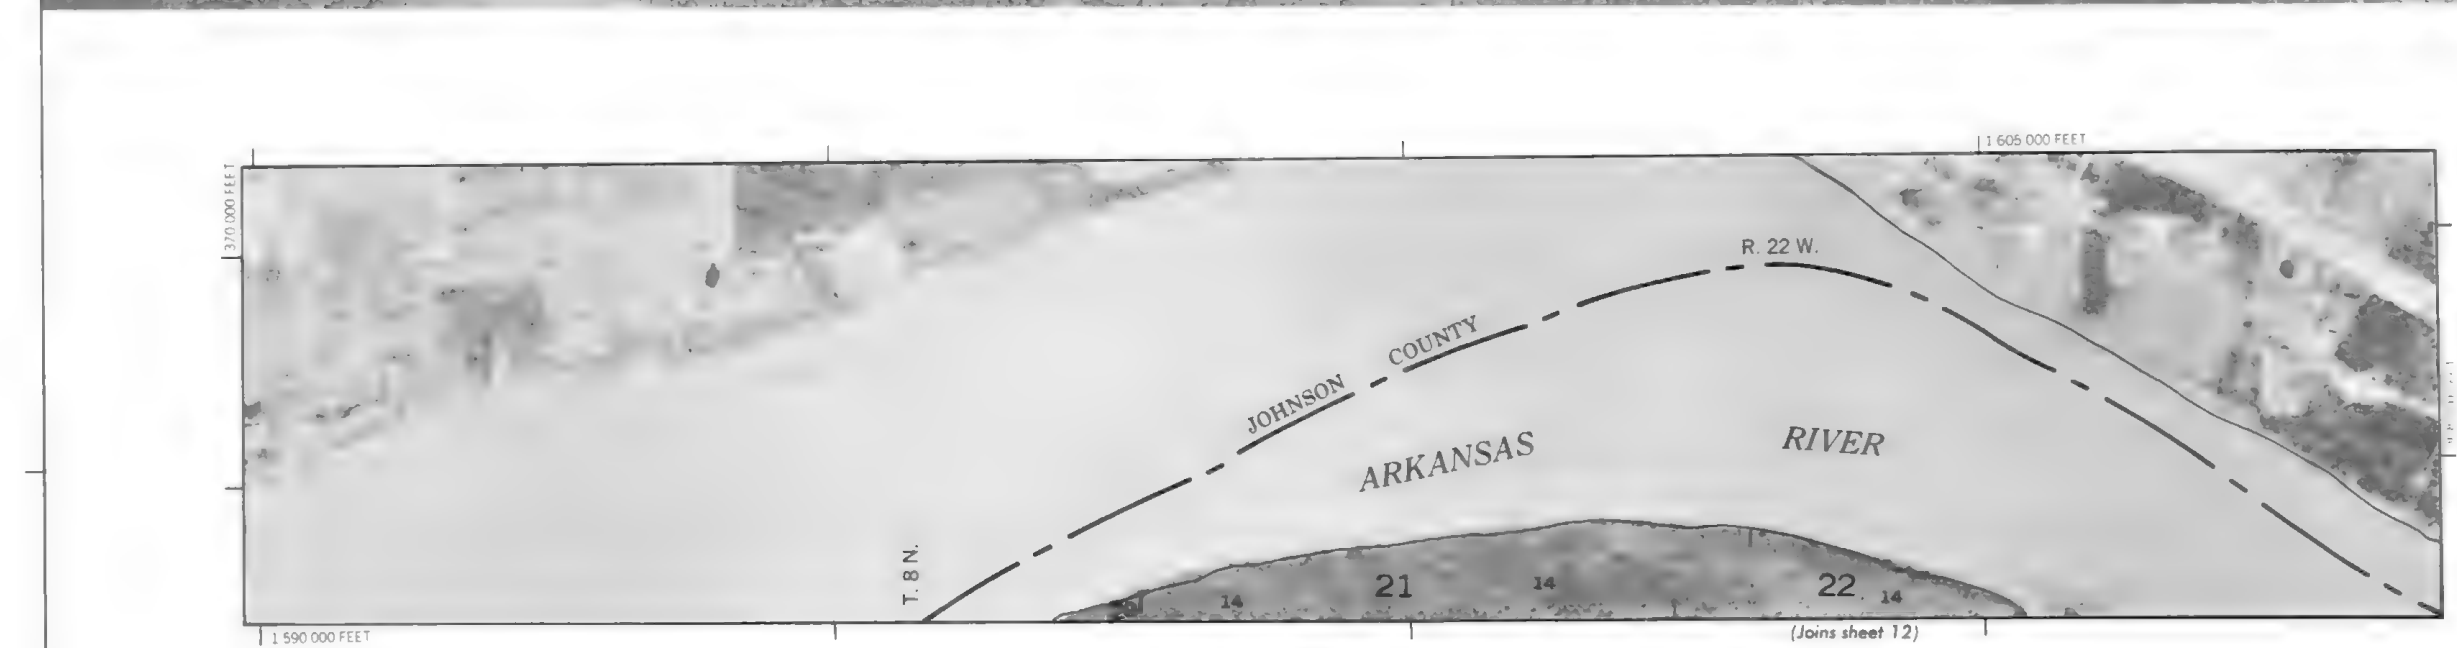 1 605 000 FEET
370 000 FEET
R. 22 W.
JOHNSON COUNTY
ARKANSAS RIVER
T. 8 N.
21 14 22
14 14
1 590 000 FEET
(Joins sheet 12)